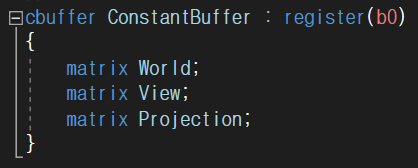 cbuffer ConstantBuffer : register(b0)
{
    matrix World;
    matrix View;
    matrix Projection;
}